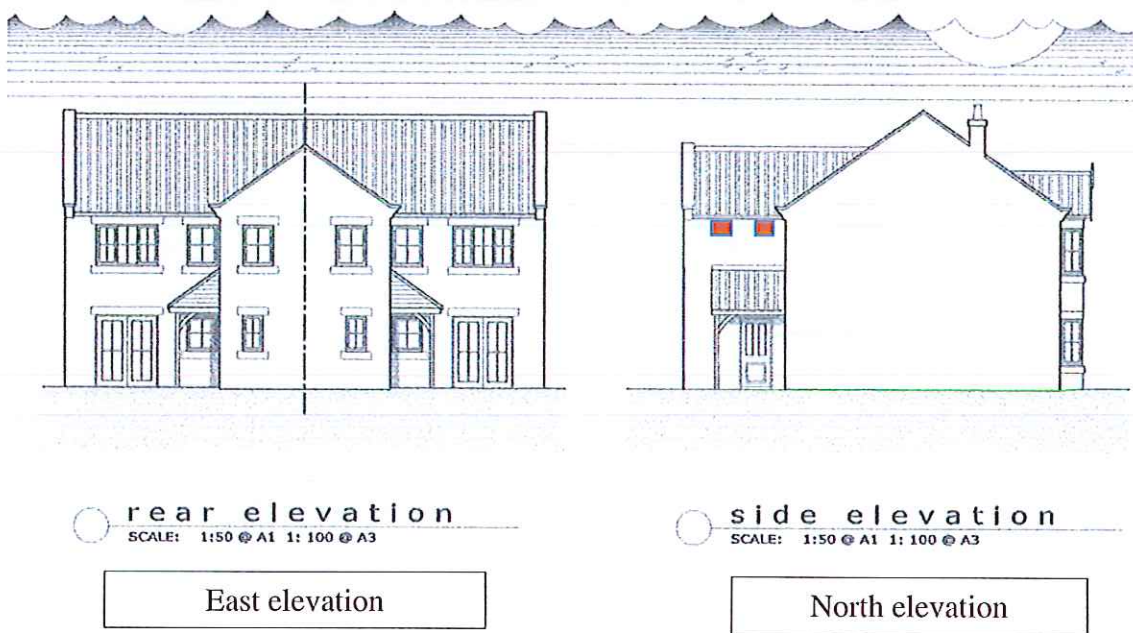 rear elevation
SCALE: 1:50 @ A1 1: 100 @ A3
East elevation
side elevation
SCALE: 1:50 @ A1 1: 100 @ A3
North elevation